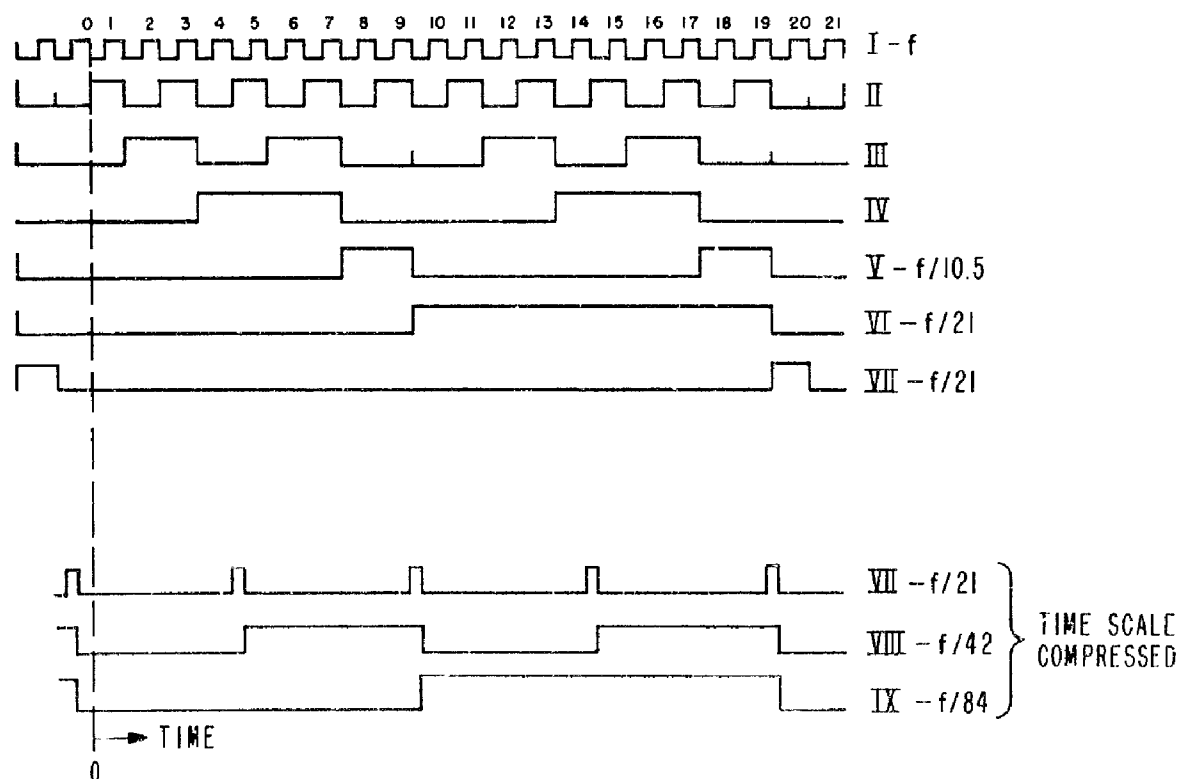 0 1 2 3 4 5 6 7 8 9 10 11 12 13 14 15 16 17 18 19 20 21
I - f
II
III
IV
V - f/10.5
VI - f/21
VII - f/21
VII - f/21
VIII - f/42
IX - f/84
TIME SCALE
COMPRESSED
TIME
0